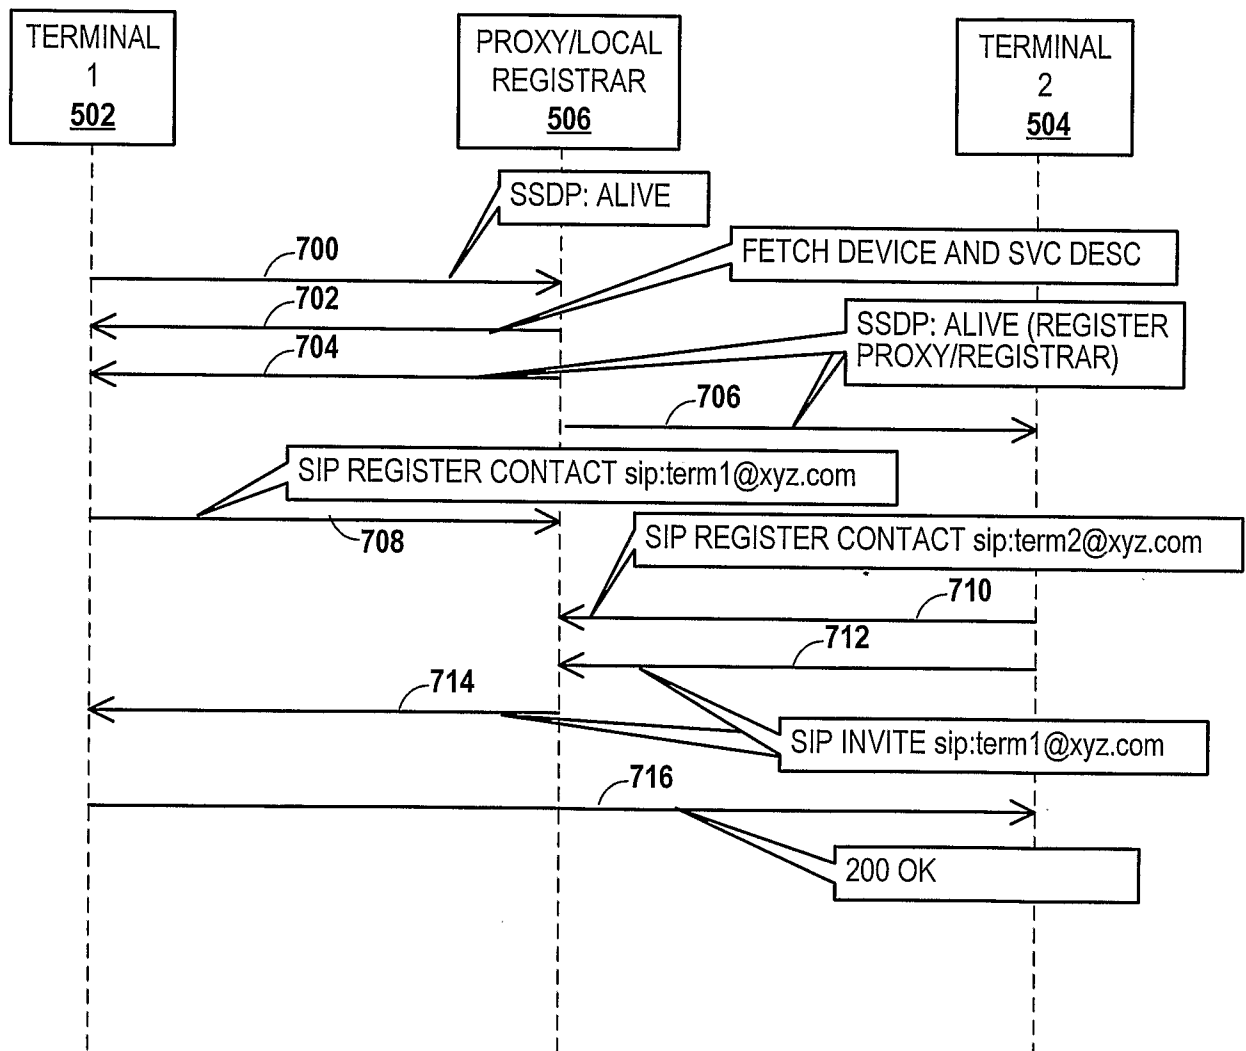 TERMINAL
1
502
PROXY/LOCAL
REGISTRAR
506
TERMINAL
2
504
SSDP: ALIVE
700
FETCH DEVICE AND SVC DESC
702
SSDP: ALIVE (REGISTER
PROXY/REGISTRAR)
704
706
SIP REGISTER CONTACT sip:term1@xyz.com
708
SIP REGISTER CONTACT sip:term2@xyz.com
710
712
714
SIP INVITE sip:term1@xyz.com
716
200 OK